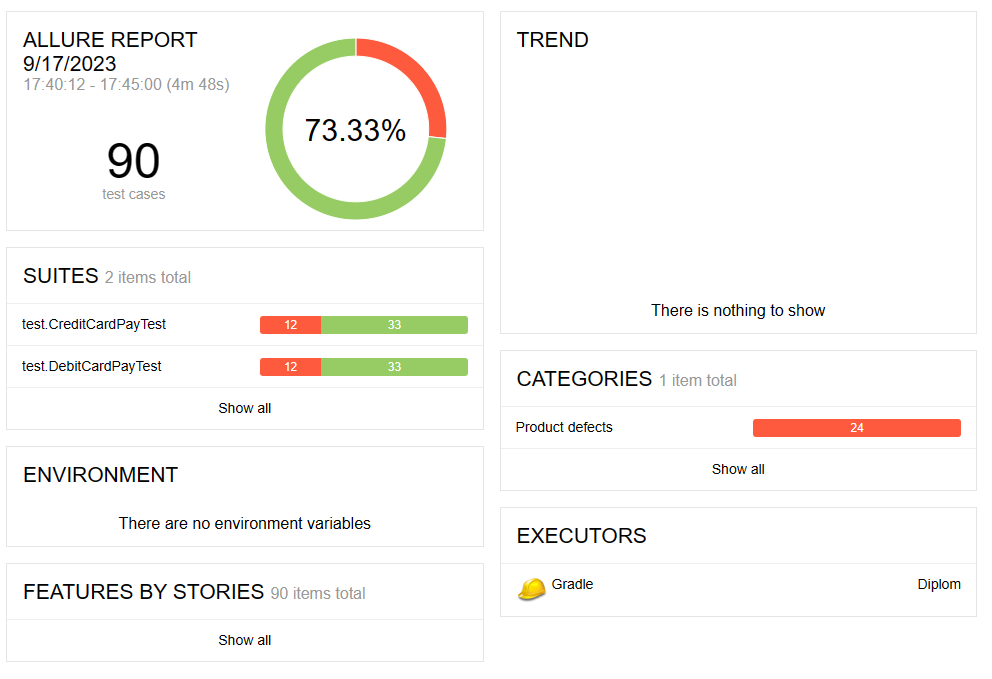 ALLURE REPORT
9/17/2023
17:40:12 - 17:45:00 (4m 48s)
90
test cases
73.33%
SUITES 2 items total
test.CreditCardPayTest 12 33
test.DebitCardPayTest 12 33
Show all
ENVIRONMENT
There are no environment variables
FEATURES BY STORIES 90 items total
Show all
TREND
There is nothing to show
CATEGORIES 1 item total
Product defects 24
Show all
EXECUTORS
Gradle Diplom